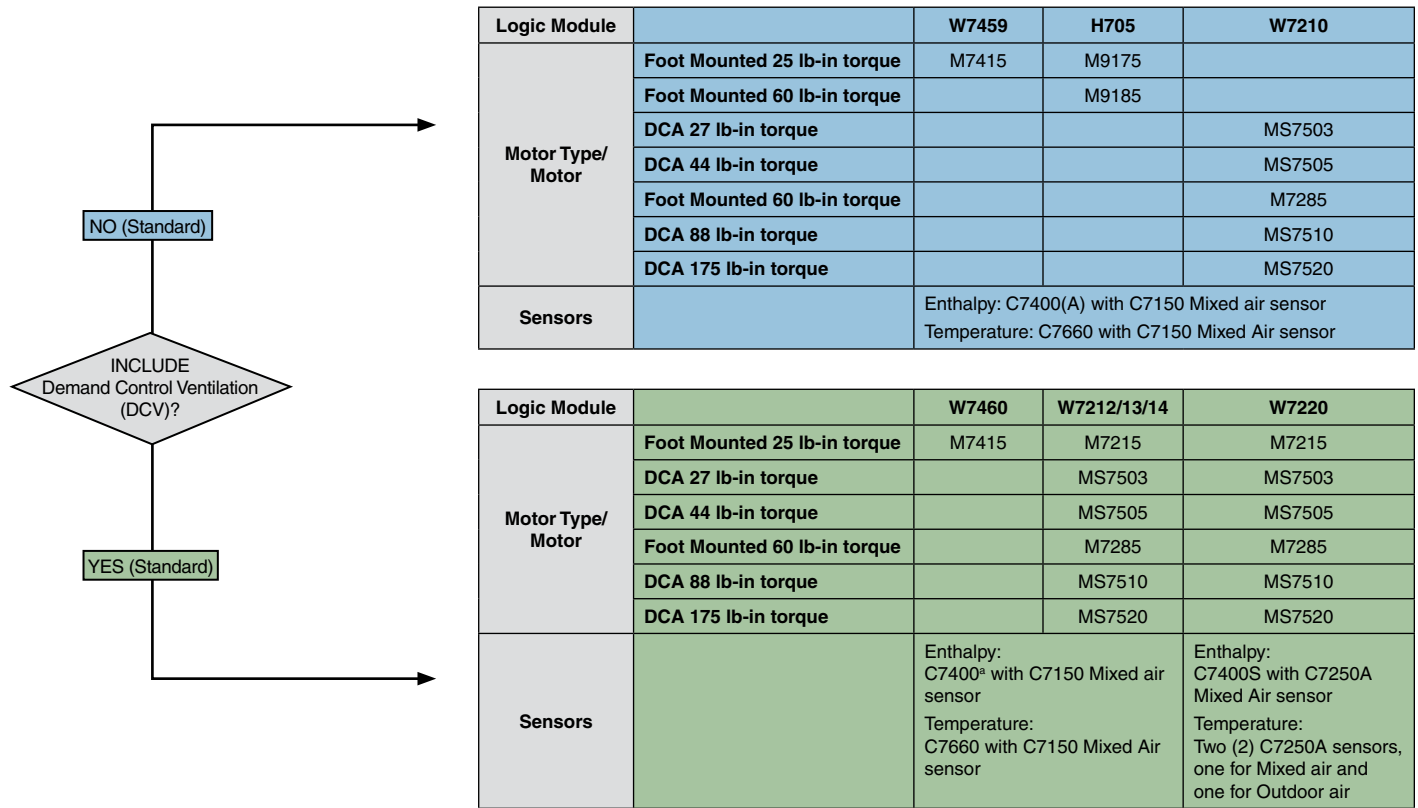 Logic Module W7459 H705 W7210
Foot Mounted 25 lb-in torque M7415 M9175
Foot Mounted 60 lb-in torque M9185
DCA 27 lb-in torque MS7503
Motor Type/
Motor
DCA 44 lb-in torque MS7505
Foot Mounted 60 lb-in torque M7285
DCA 88 lb-in torque MS7510
DCA 175 lb-in torque MS7520
Sensors
Enthalpy: C7400(A) with C7150 Mixed air sensor
Temperature: C7660 with C7150 Mixed Air sensor
NO (Standard)
INCLUDE
Demand Control Ventilation
(DCV)?
YES (Standard)
Logic Module W7460 W7212/13/14 W7220
Foot Mounted 25 lb-in torque M7415 M7215 M7215
DCA 27 lb-in torque MS7503 MS7503
Motor Type/
Motor
DCA 44 lb-in torque MS7505 MS7505
Foot Mounted 60 lb-in torque M7285 M7285
DCA 88 lb-in torque MS7510 MS7510
DCA 175 lb-in torque MS7520 MS7520
Sensors
Enthalpy:
C7400ª with C7150 Mixed air
sensor
Temperature:
C7660 with C7150 Mixed Air
sensor
Enthalpy:
C7400S with C7250A
Mixed Air sensor
Temperature:
Two (2) C7250A sensors,
one for Mixed air and
one for Outdoor air